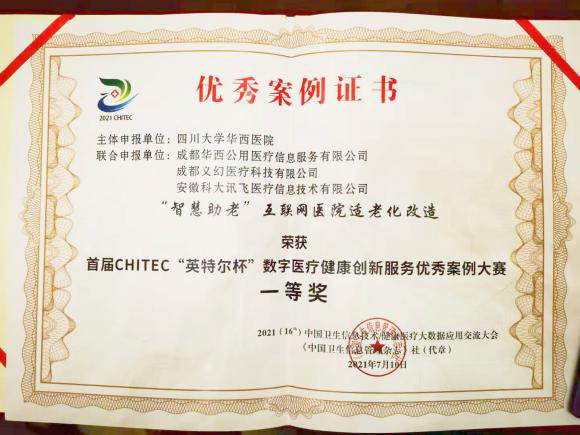 2021 CHITEC
优秀案例证书
主体申报单位：四川大学华西医院
联合申报单位：成都华西公用医疗信息服务有限公司
成都义幻医疗科技有限公司
安徽科大讯飞医疗信息技术有限公司
“智慧助老”互联网医院适老化改造
荣获
首届CHITEC“英特尔杯”数字医疗健康创新服务优秀案例大赛
一等奖
2021（16th）中国卫生信息技术/健康医疗大数据应用交流大会
《中国卫生信息管理杂志》社（代章）
2021年7月10日